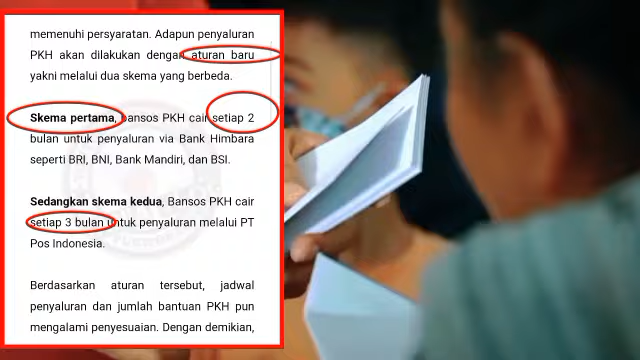 memenuhi persyaratan. Adapun penyaluran
PKH akan dilakukan dengan aturan baru
yakni melalui dua skema yang berbeda.
Skema pertama, bansos PKH cair setiap 2
bulan untuk penyaluran via Bank Himbara
seperti BRI, BNI, Bank Mandiri, dan BSI.
Sedangkan skema kedua, Bansos PKH cair
setiap 3 bulan untuk penyaluran melalui PT
Pos Indonesia.
Berdasarkan aturan tersebut, jadwal
penyaluran dan jumlah bantuan PKH pun
mengalami penyesuaian. Dengan demikian,